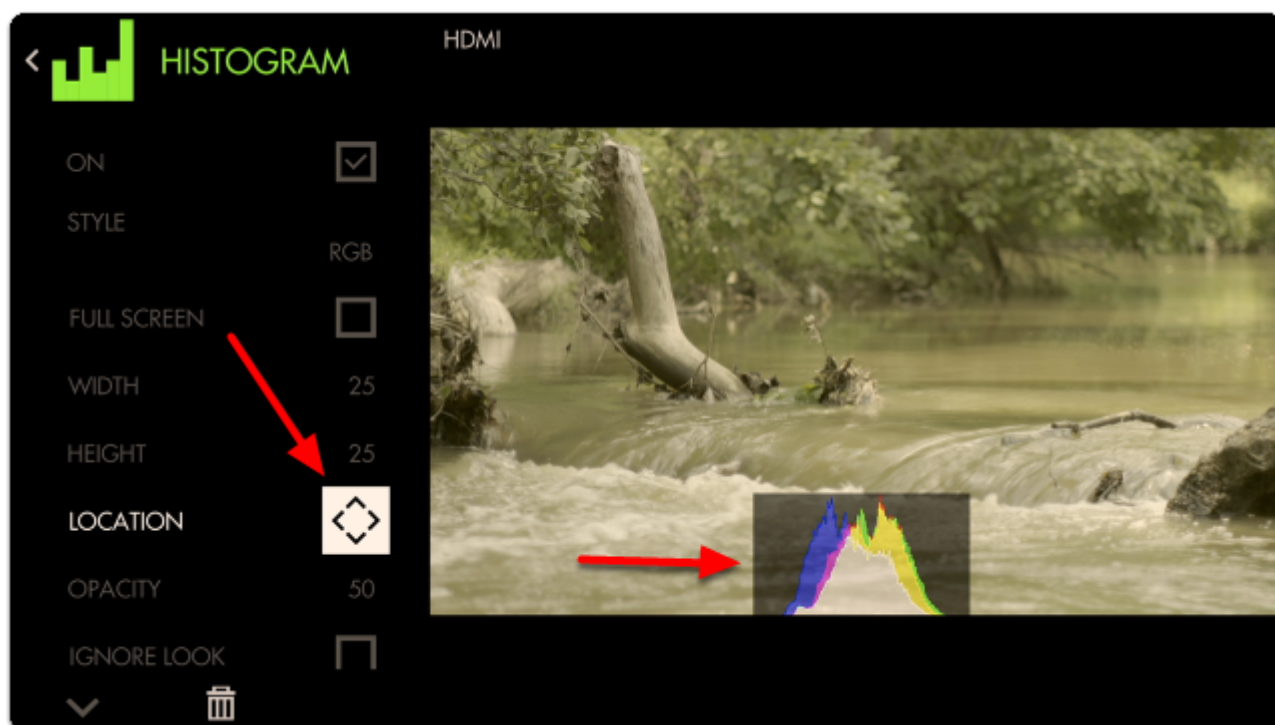 HISTOGRAM
HDMI
ON
STYLE
RGB
FULL SCREEN
WIDTH 25
HEIGHT 25
LOCATION
OPACITY 50
IGNORE LOOK